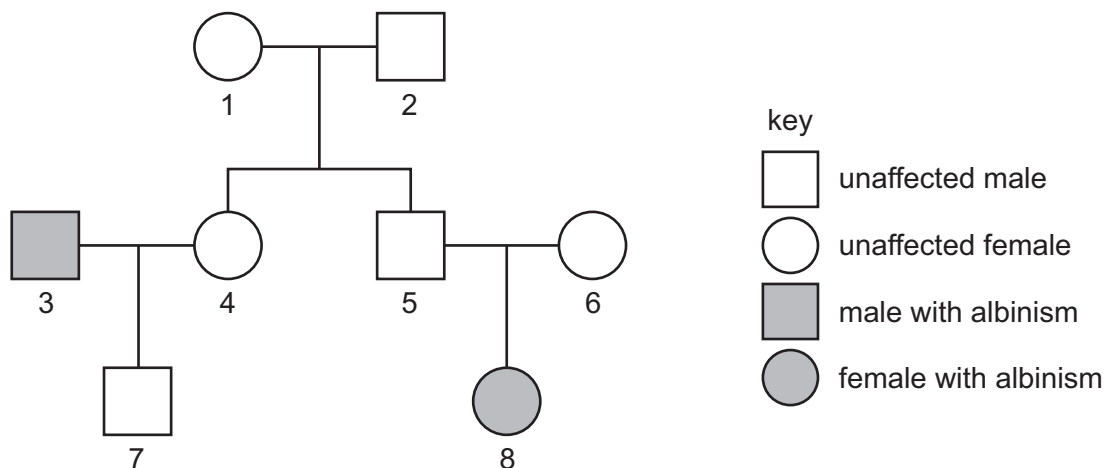 1 2
key
unaffected male
unaffected female
3 4 5 6
male with albinism
female with albinism
7 8